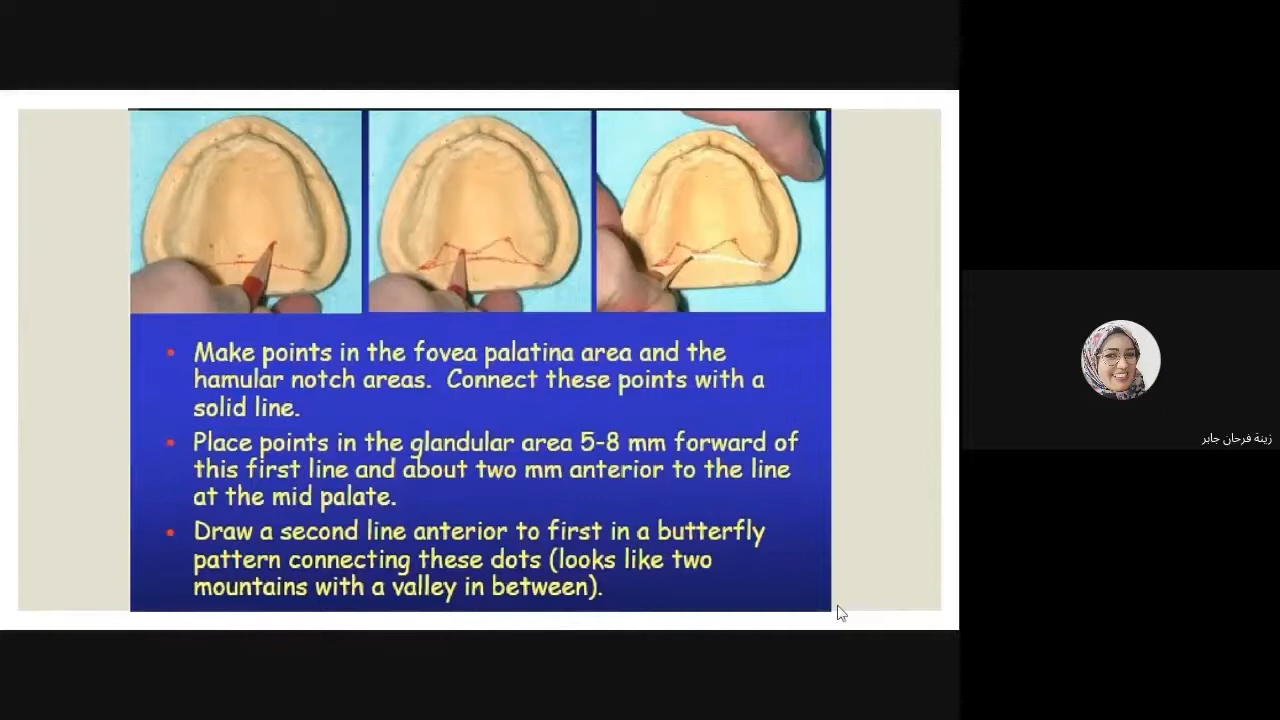 Make points in the fovea palatina area and the
hamular notch areas. Connect these points with a
solid line.
Place points in the glandular area 5-8 mm forward of
this first line and about two mm anterior to the line
at the mid palate.
Draw a second line anterior to first in a butterfly
pattern connecting these dots (looks like two
mountains with a valley in between).
زينة فرحان جابر